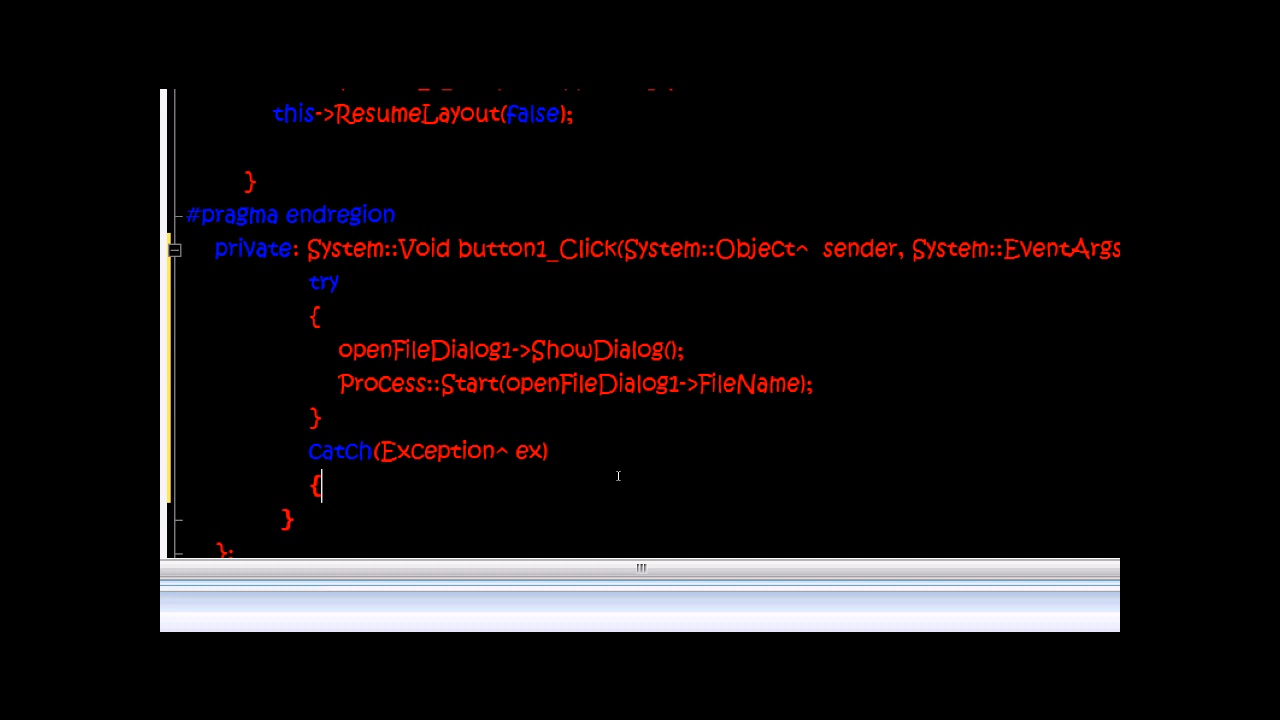 this->ResumeLayout(false);
}
#pragma endregion
private: System::Void button1_Click(System::Object^  sender, System::EventArgs
try
{
openFileDialog1->ShowDialog();
Process::Start(openFileDialog1->FileName);
}
catch(Exception^ ex)
{
}
};